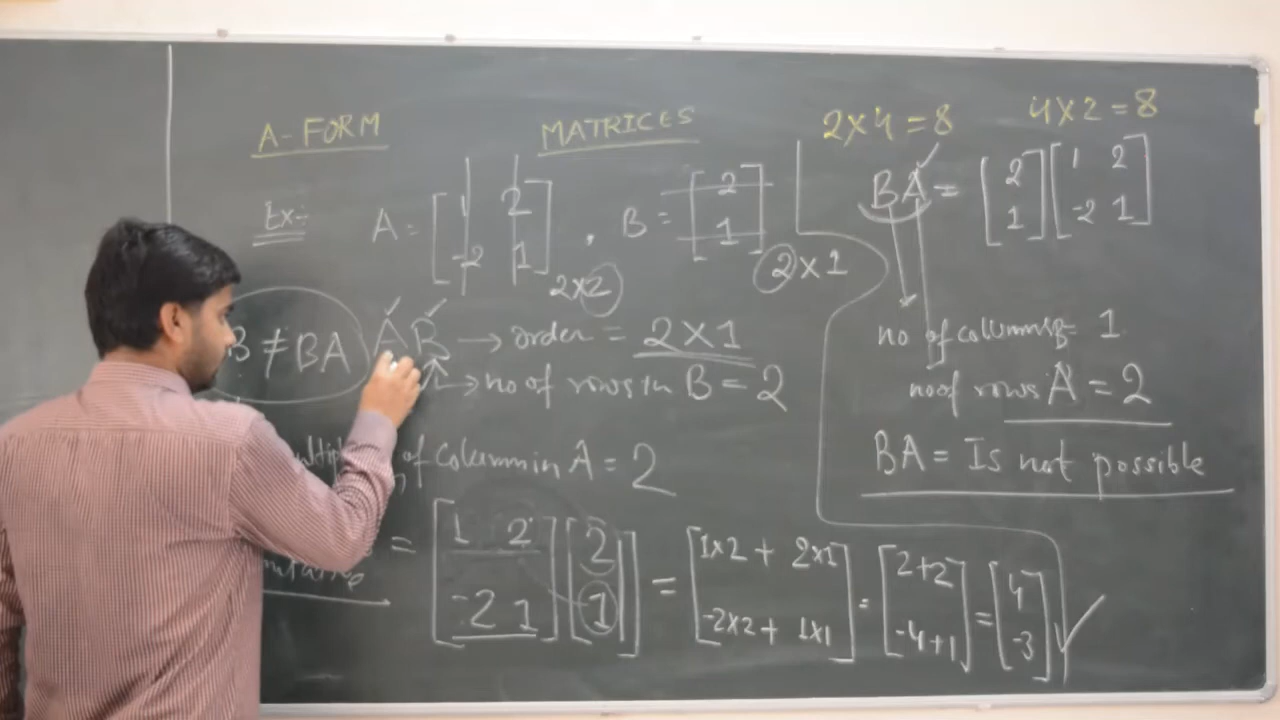 A-FORM
MATRICES
2×4=8
4×2=8
Ex:-
A = [1 2
-2 1] 2×2
, B = [2
1] 2×1
BA = [2
1] [1 2
-2 1]
B ≠ BA
AB → order = 2×1
→ no of rows in B = 2
of column in A = 2
no of columns B = 1
no of rows A = 2
BA = Is not possible
= [1 2
-2 1] [2
1] = [1×2 + 2×1
-2×2 + 1×1] = [2+2
-4+1] = [4
-3]